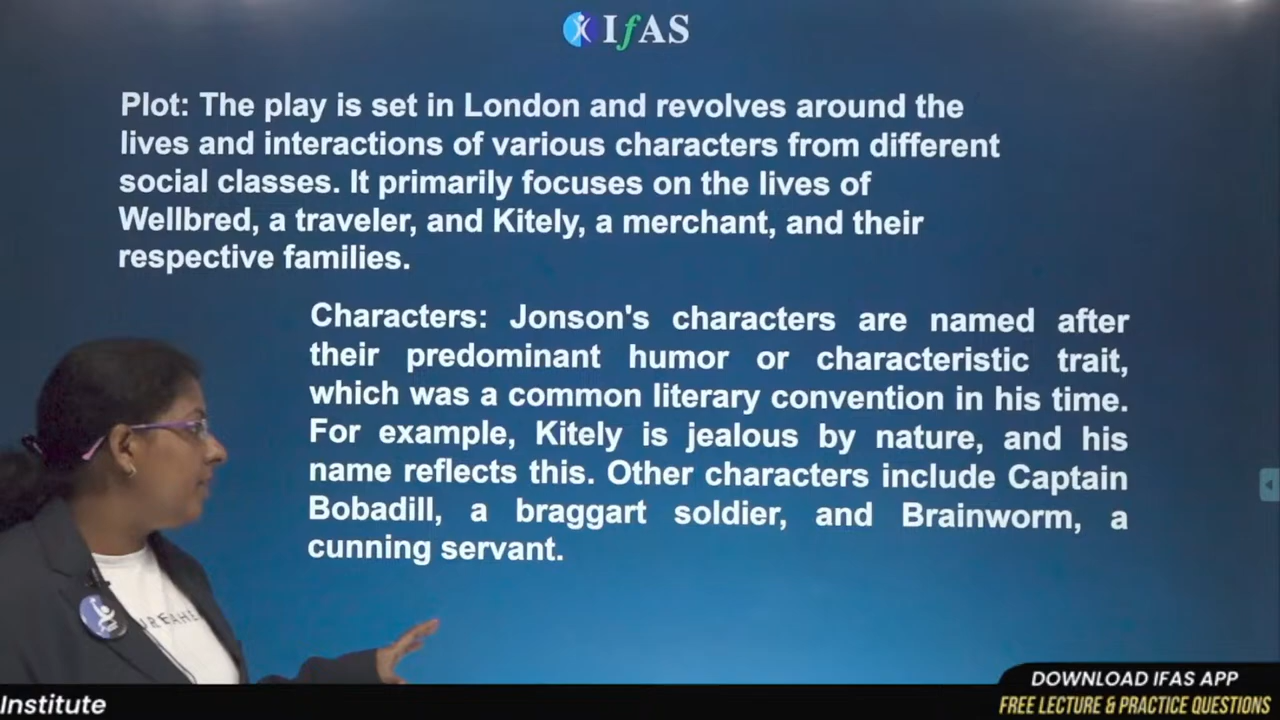 IfAS
Plot: The play is set in London and revolves around the
lives and interactions of various characters from different
social classes. It primarily focuses on the lives of
Wellbred, a traveler, and Kitely, a merchant, and their
respective families.
Characters: Jonson's characters are named after
their predominant humor or characteristic trait,
which was a common literary convention in his time.
For example, Kitely is jealous by nature, and his
name reflects this. Other characters include Captain
Bobadill, a braggart soldier, and Brainworm, a
cunning servant.
Institute
DOWNLOAD IFAS APP
FREE LECTURE & PRACTICE QUESTIONS